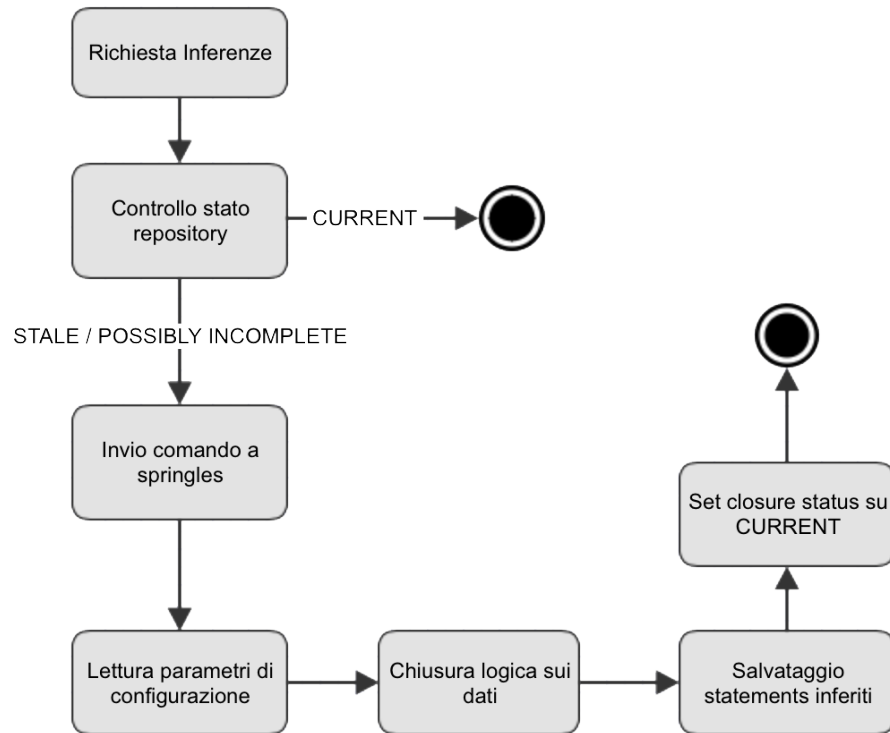 Richiesta Inferenze
Controllo stato
repository
CURRENT
STALE / POSSIBLY INCOMPLETE
Invio comando a
springles
Lettura parametri di
configurazione
Chiusura logica sui
dati
Salvataggio
statements inferiti
Set closure status su
CURRENT